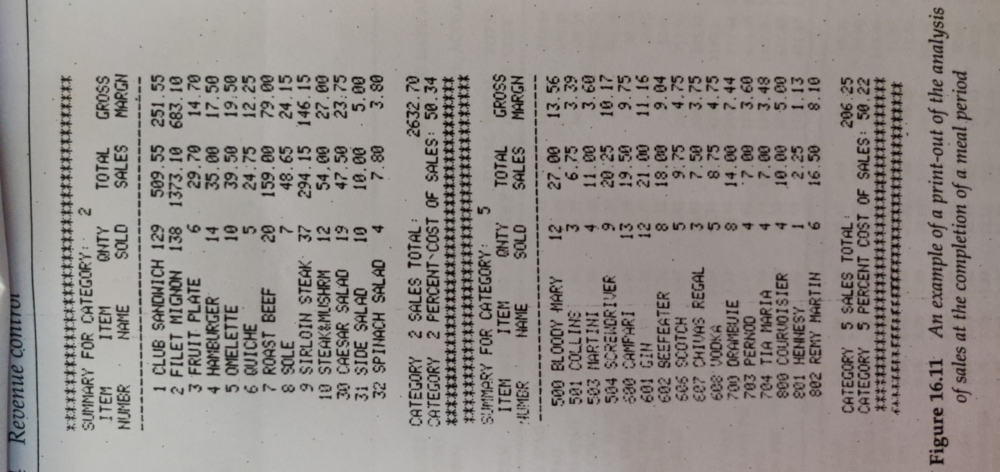 Revenue control
****************************************
SUMMARY FOR CATEGORY: 2
ITEM ITEM QNTY TOTAL GROSS
NUMBR NAME SOLD SALES MARGN
----------------------------------------
1 CLUB SANDWICH 129 509.55 251.55
2 FILET MIGNON 138 1373.10 683.10
3 FRUIT PLATE 6 29.70 14.70
4 HAMBURGER 14 35.00 17.50
5 OMELETTE 10 39.50 19.50
6 QUICHE 5 24.75 12.25
7 ROAST BEEF 20 159.00 79.00
8 SOLE 7 48.65 24.15
9 SIRLOIN STEAK 37 294.15 146.15
10 STEAK&MUSHRM 12 54.00 27.00
30 CAESAR SALAD 19 47.50 23.75
31 SIDE SALAD 10 10.00 5.00
32 SPINACH SALAD 4 7.80 3.80
CATEGORY 2 SALES TOTAL: 2632.70
CATEGORY 2 PERCENT COST OF SALES: 50.34
****************************************
****************************************
SUMMARY FOR CATEGORY: 5
ITEM ITEM QNTY TOTAL GROSS
NUMBR NAME SOLD SALES MARGN
----------------------------------------
500 BLOODY MARY 12 27.00 13.56
501 COLLINS 3 6.75 3.39
503 MARTINI 4 11.00 3.60
504 SCREWDRIVER 9 20.25 10.17
600 CAMPARI 13 19.50 9.75
601 GIN 12 21.00 11.16
602 BEEFEATER 8 18.00 9.04
606 SCOTCH 5 9.75 4.75
607 CHIVAS REGAL 3 7.50 3.75
608 VODKA 5 8.75 4.75
700 DRAMBUIE 8 14.00 7.44
703 PERNOD 4 7.00 3.60
704 TIA MARIA 4 7.00 3.48
800 COURVOISIER 4 10.00 5.00
801 HENNESY 1 2.25 1.13
802 REMY MARTIN 6 16.50 8.10
CATEGORY 5 SALES TOTAL: 206.25
CATEGORY 5 PERCENT COST OF SALES: 50.22
****************************************
****************************************
Figure 16.11 An example of a print-out of the analysis
of sales at the completion of a meal period